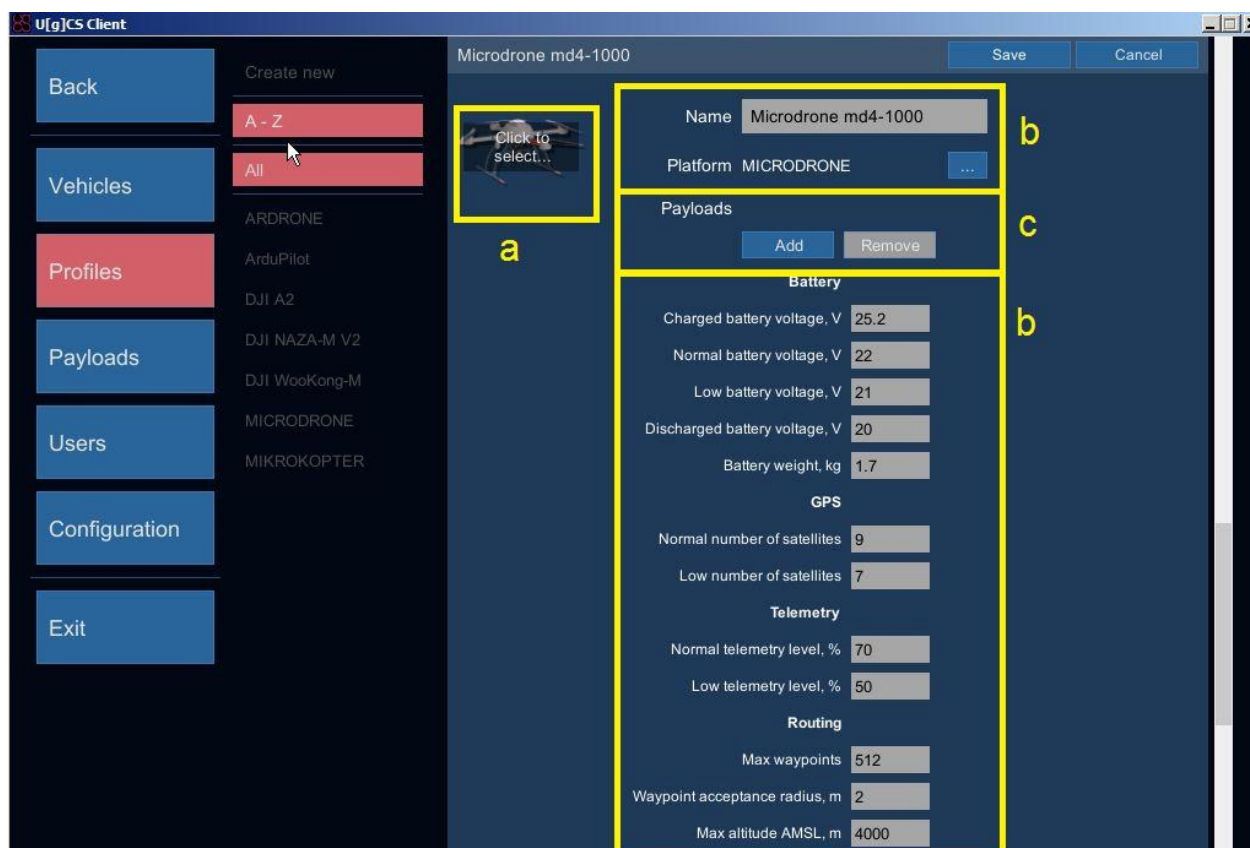 U[g]CS Client
Back
Vehicles
Profiles
Payloads
Users
Configuration
Exit
Create new
A - Z
All
ARDRONE
ArduPilot
DJI A2
DJI NAZA-M V2
DJI WooKong-M
MICRODRONE
MIKROKOPTER
Microdrone md4-1000 Save Cancel
Click to
select...
a
Name Microdrone md4-1000
b
Platform MICRODRONE ...
Payloads
c
Add Remove
Battery
b
Charged battery voltage, V 25.2
Normal battery voltage, V 22
Low battery voltage, V 21
Discharged battery voltage, V 20
Battery weight, kg 1.7
GPS
Normal number of satellites 9
Low number of satellites 7
Telemetry
Normal telemetry level, % 70
Low telemetry level, % 50
Routing
Max waypoints 512
Waypoint acceptance radius, m 2
Max altitude AMSL, m 4000